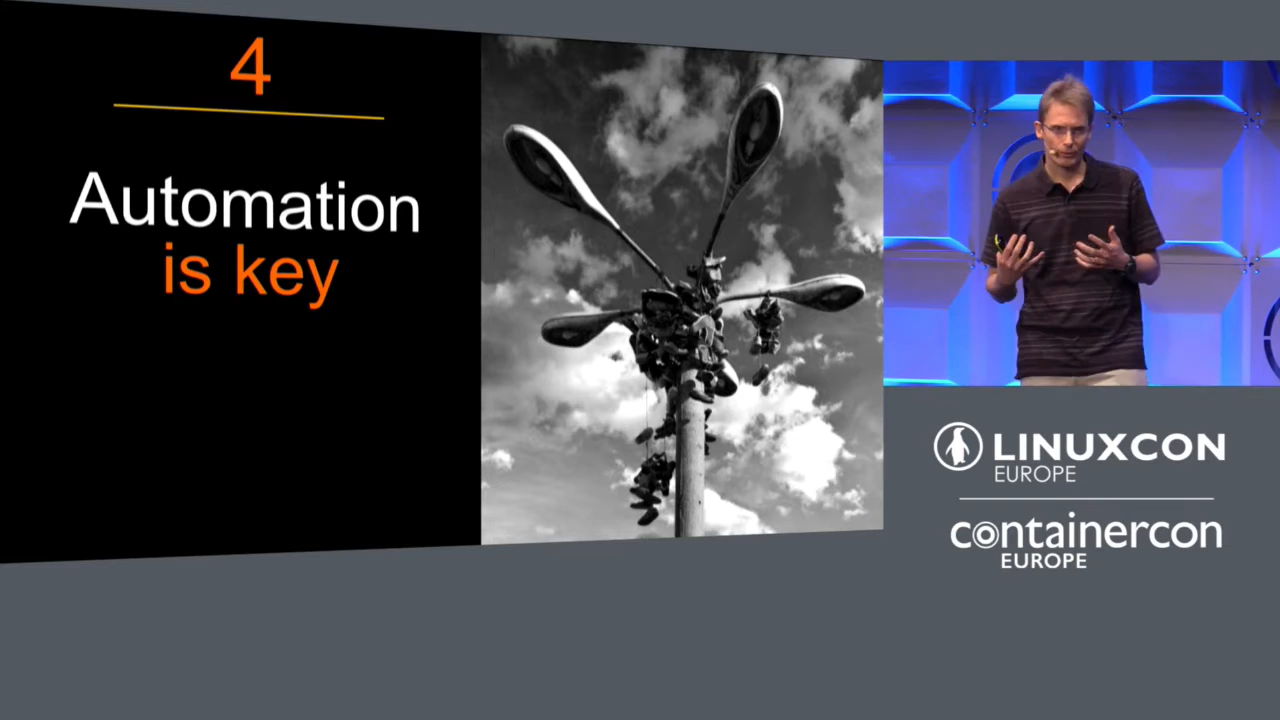 4
Automation
is key
LINUXCON
EUROPE
containercon
EUROPE